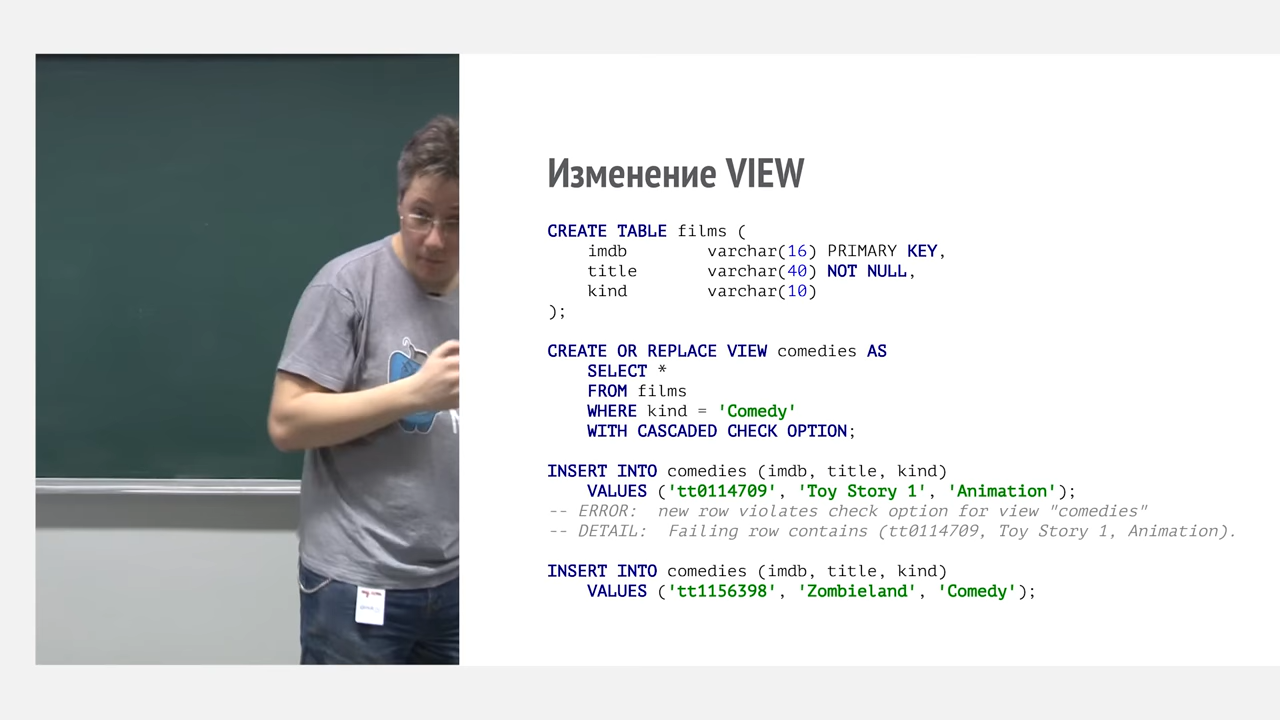 Изменение VIEW
CREATE TABLE films (
    imdb        varchar(16) PRIMARY KEY,
    title       varchar(40) NOT NULL,
    kind        varchar(10)
);
CREATE OR REPLACE VIEW comedies AS
    SELECT *
    FROM films
    WHERE kind = 'Comedy'
    WITH CASCADED CHECK OPTION;
INSERT INTO comedies (imdb, title, kind)
    VALUES ('tt0114709', 'Toy Story 1', 'Animation');
-- ERROR:  new row violates check option for view "comedies"
-- DETAIL:  Failing row contains (tt0114709, Toy Story 1, Animation).
INSERT INTO comedies (imdb, title, kind)
    VALUES ('tt1156398', 'Zombieland', 'Comedy');